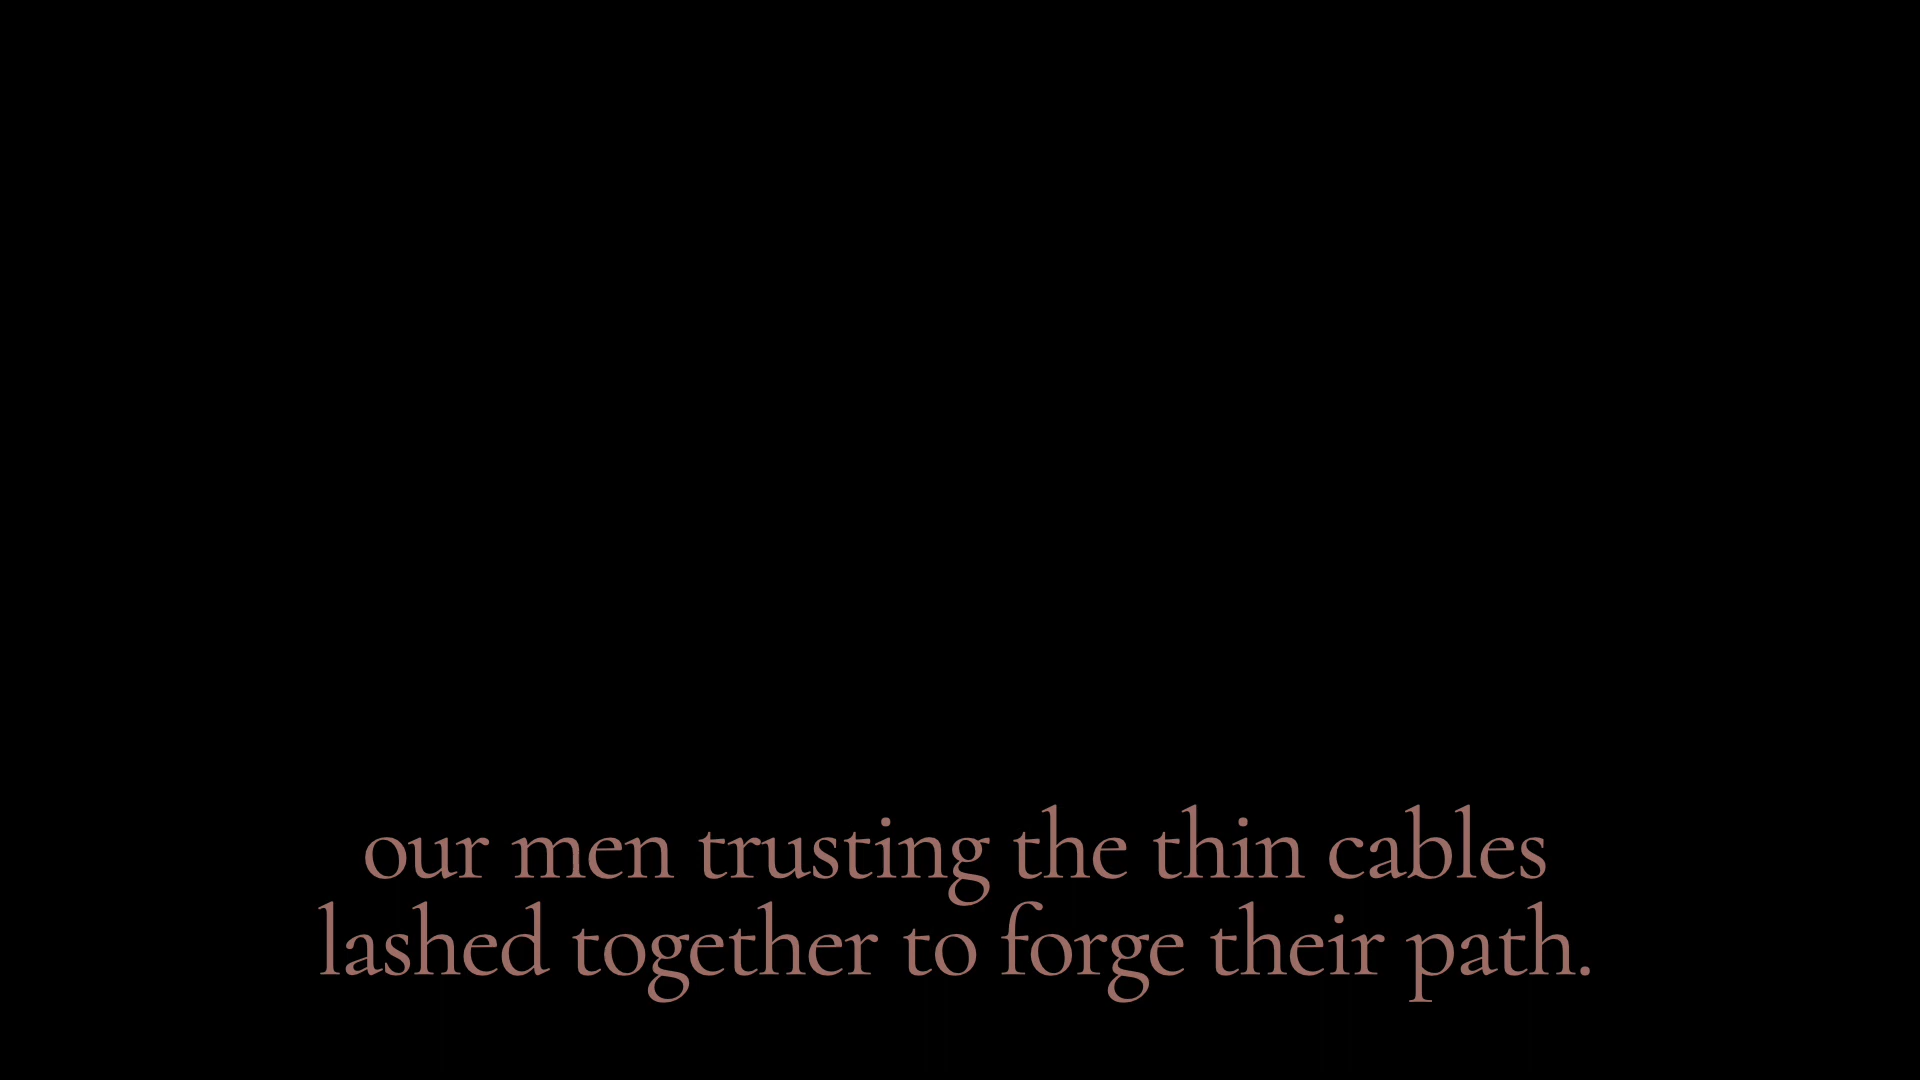 our men trusting the thin cables
lashed together to forge their path.